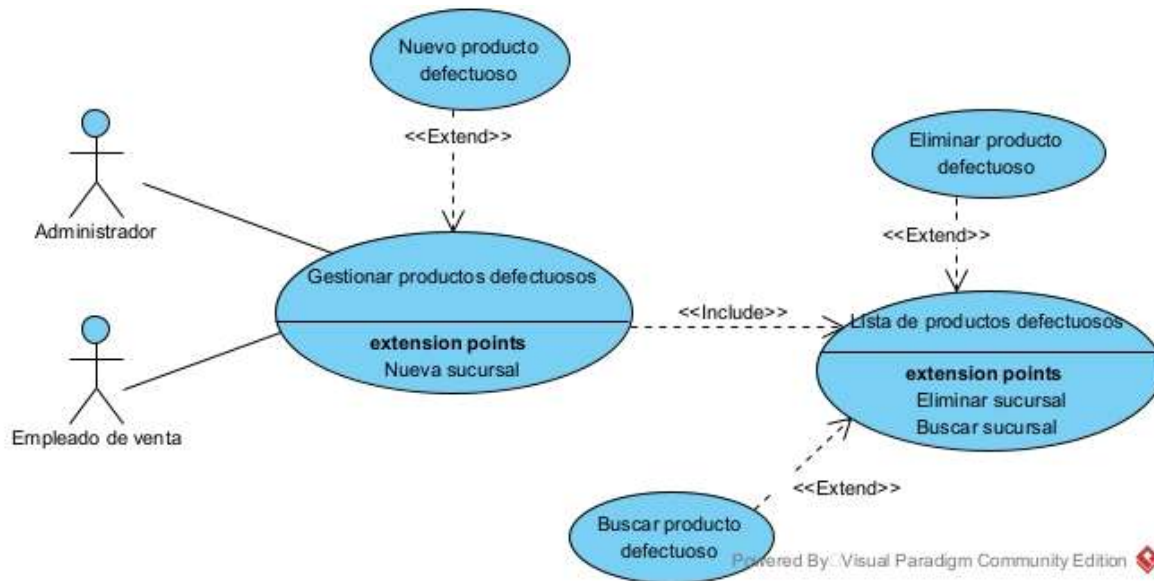 Nuevo producto
defectuoso
<<Extend>>
Eliminar producto
defectuoso
Administrador
<<Extend>>
Gestionar productos defectuosos
<<Include>>
Lista de productos defectuosos
extension points
Nueva sucursal
extension points
Eliminar sucursal
Buscar sucursal
Empleado de venta
<<Extend>>
Buscar producto
defectuoso
Powered By: Visual Paradigm Community Edition